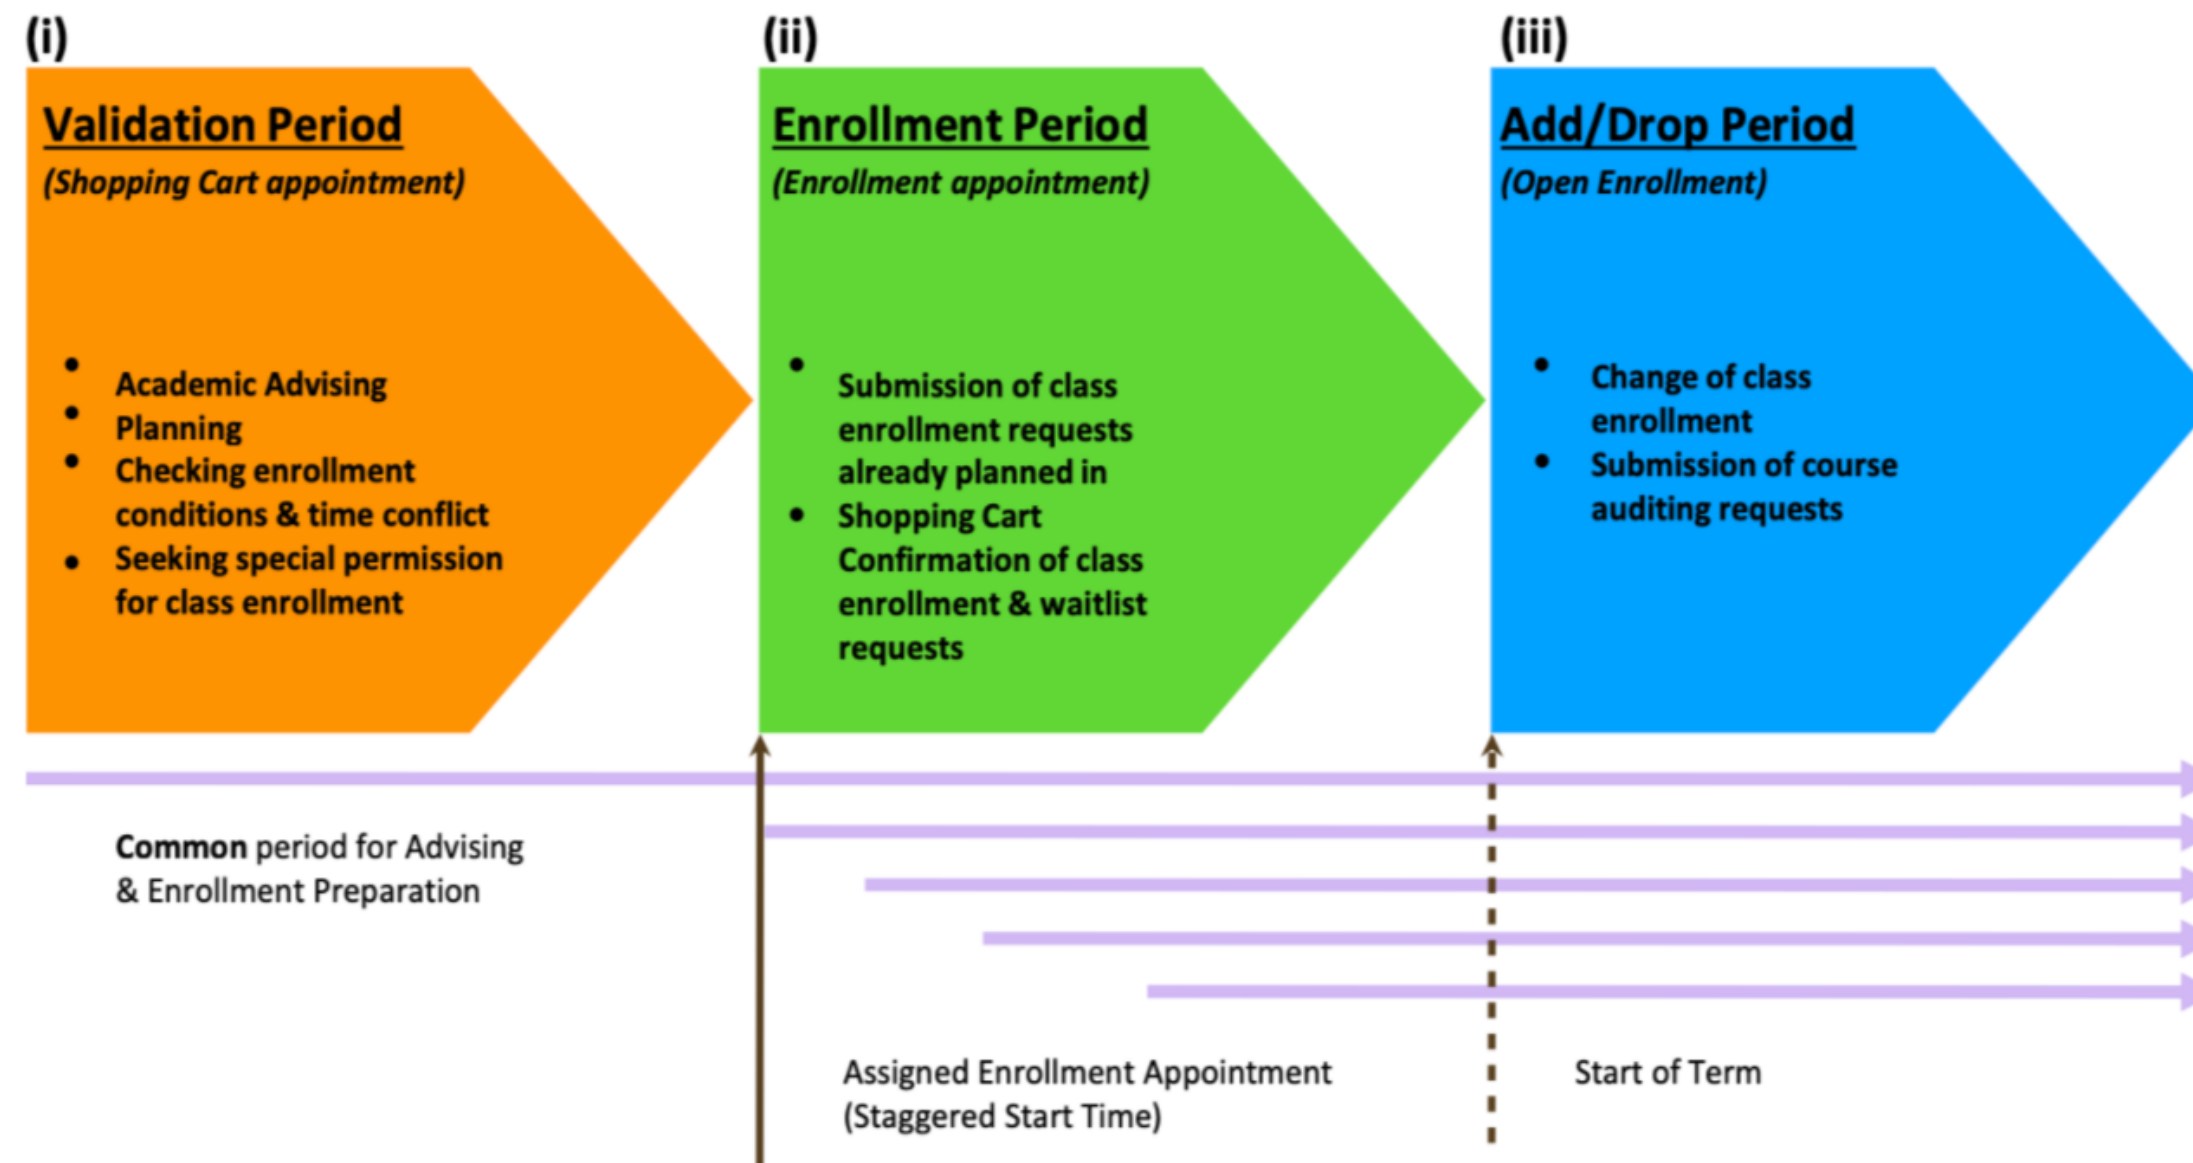 (i)
Validation Period
(Shopping Cart appointment)
• Academic Advising
• Planning
• Checking enrollment
conditions & time conflict
• Seeking special permission
for class enrollment
(ii)
Enrollment Period
(Enrollment appointment)
• Submission of class
enrollment requests
already planned in
• Shopping Cart
Confirmation of class
enrollment & waitlist
requests
(iii)
Add/Drop Period
(Open Enrollment)
• Change of class
enrollment
• Submission of course
auditing requests
Common period for Advising
& Enrollment Preparation
Assigned Enrollment Appointment
(Staggered Start Time)
Start of Term